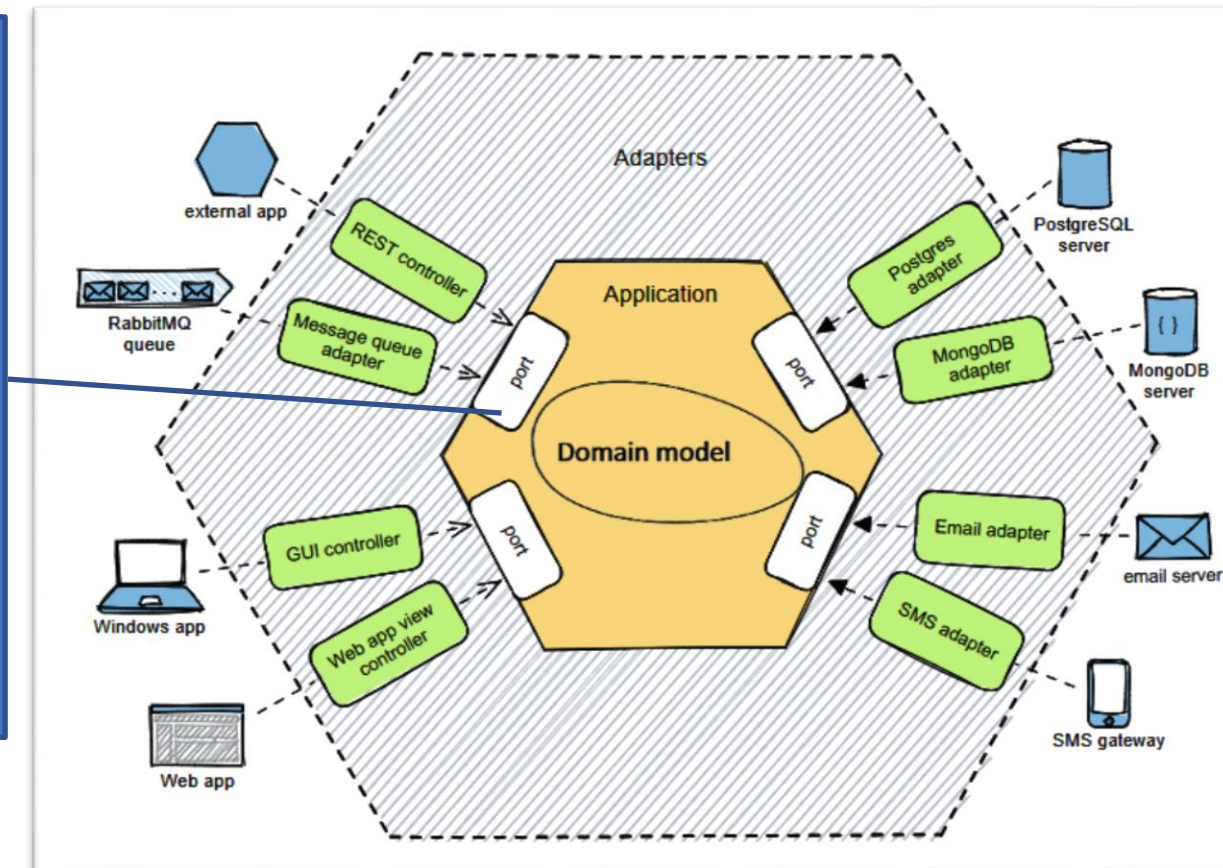 Adapters
external app
REST controller
RabbitMQ
queue
Message queue
adapter
Application
port
port
Domain model
port
port
Postgres
adapter
PostgreSQL
server
MongoDB
adapter
{ }
MongoDB
server
GUI controller
Windows app
Web app view
controller
Web app
Email adapter
email server
SMS adapter
SMS gateway